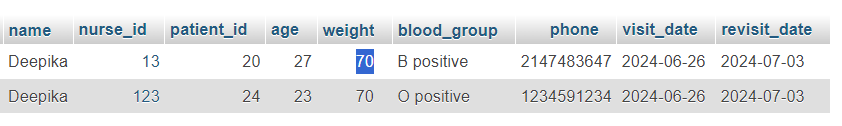 name nurse_id patient_id age weight blood_group phone visit_date revisit_date
Deepika 13 20 27 70 B positive 2147483647 2024-06-26 2024-07-03
Deepika 123 24 23 70 O positive 1234591234 2024-06-26 2024-07-03